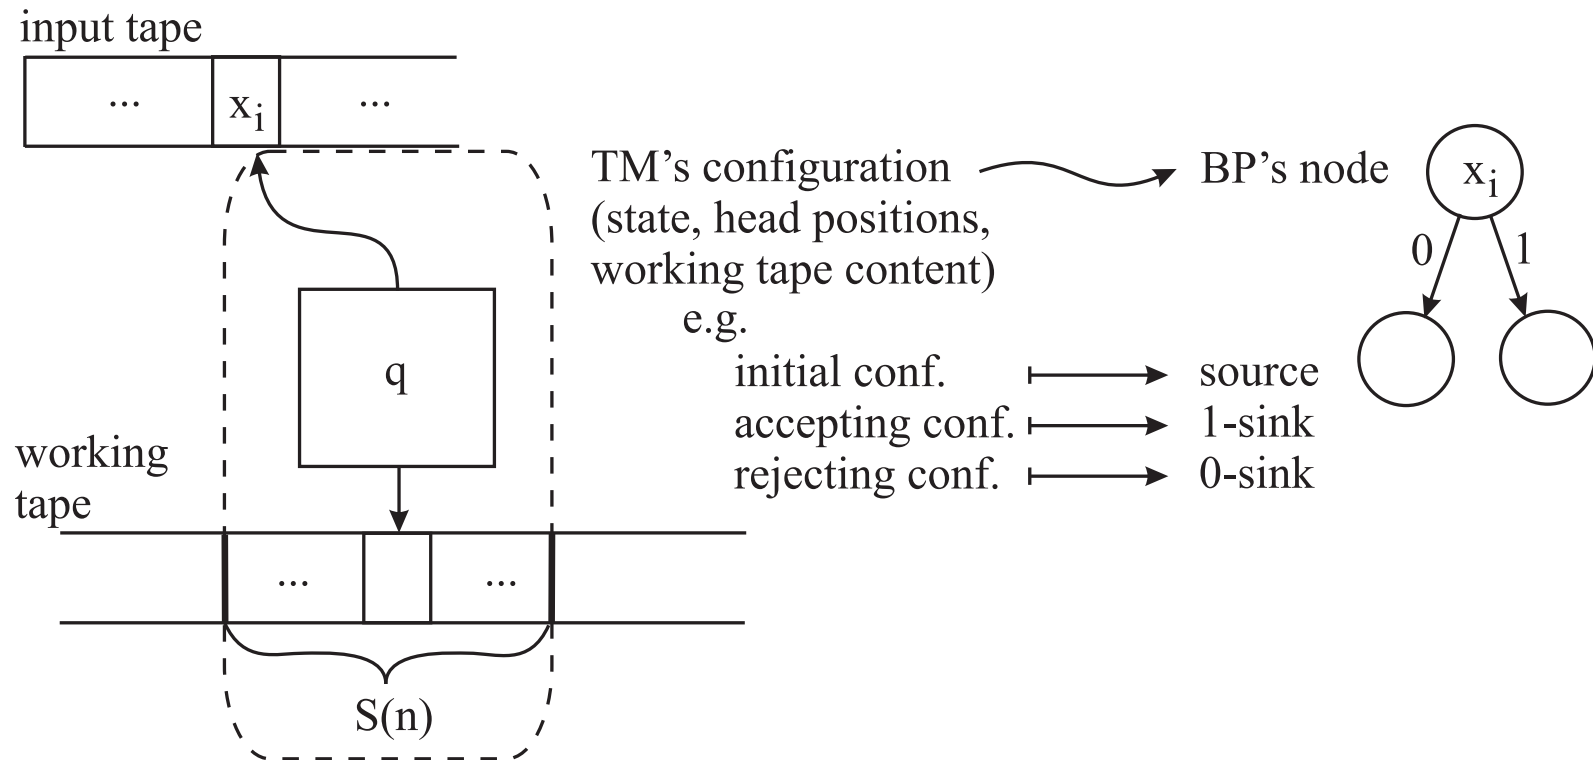 input tape
... x_i ...
TM's configuration
(state, head positions,
working tape content)
e.g.
initial conf.
accepting conf.
rejecting conf.
BP's node
source
1-sink
0-sink
x_i
0 1
q
working
tape
... ...
S(n)